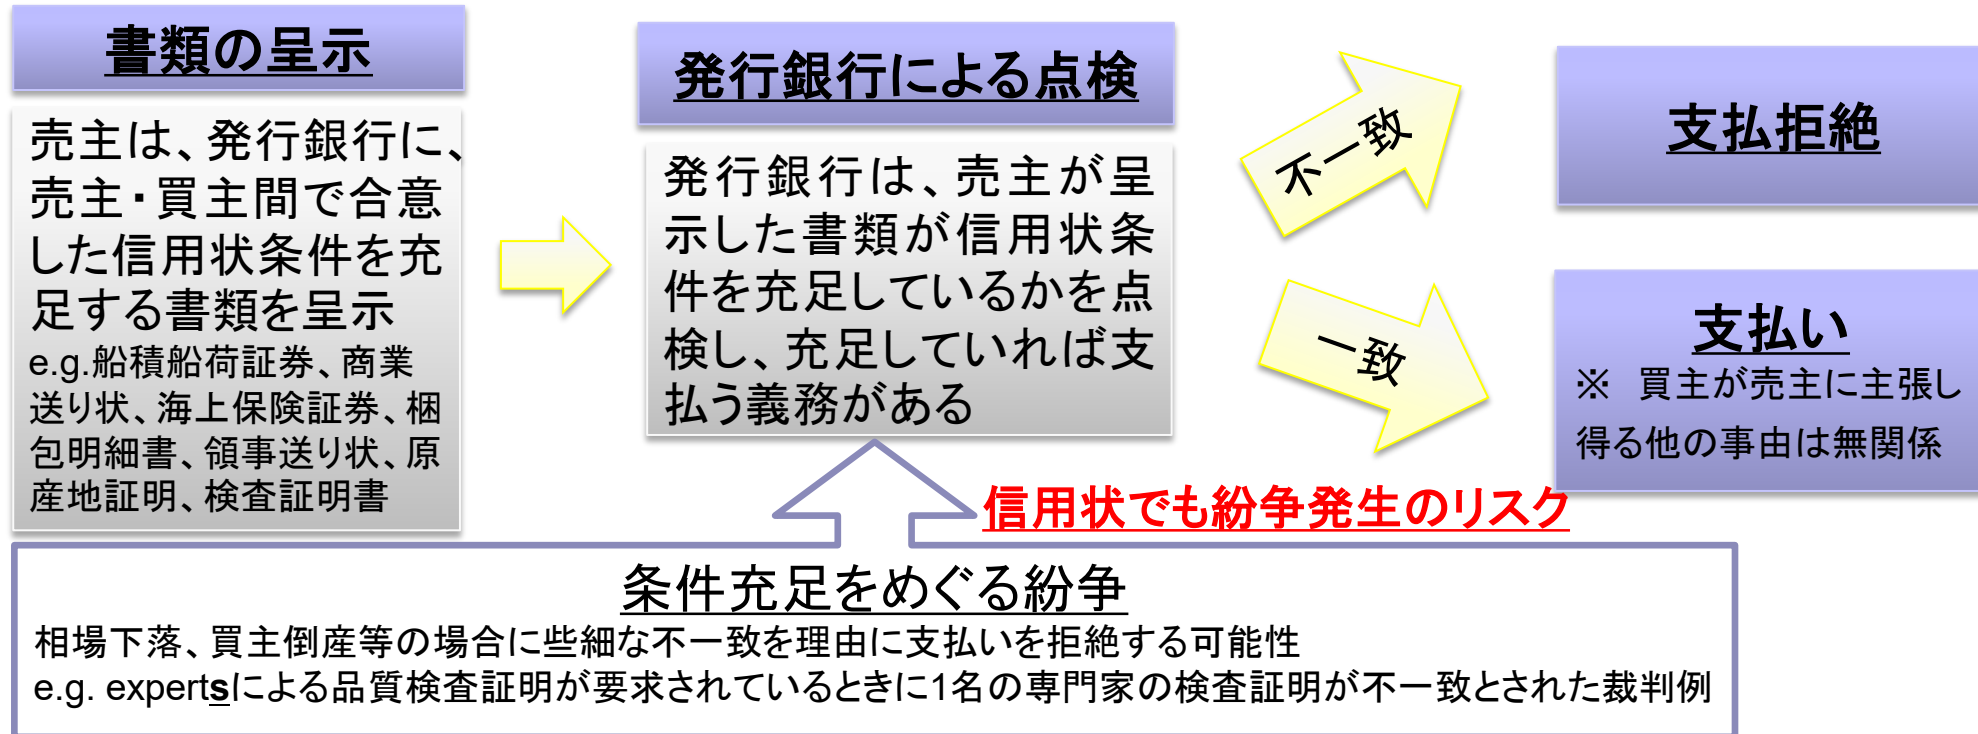 書類の呈示
売主は、発行銀行に、
売主・買主間で合意
した信用状条件を充
足する書類を呈示
e.g.船積船荷証券、商業
送り状、海上保険証券、梱
包明細書、領事送り状、原
産地証明、検査証明書
発行銀行による点検
発行銀行は、売主が呈
示した書類が信用状条
件を充足しているかを点
検し、充足していれば支
払う義務がある
不一致
支払拒絶
一致
支払い
※　買主が売主に主張し
得る他の事由は無関係
信用状でも紛争発生のリスク
条件充足をめぐる紛争
相場下落、買主倒産等の場合に些細な不一致を理由に支払いを拒絶する可能性
e.g. expertsによる品質検査証明が要求されているときに1名の専門家の検査証明が不一致とされた裁判例